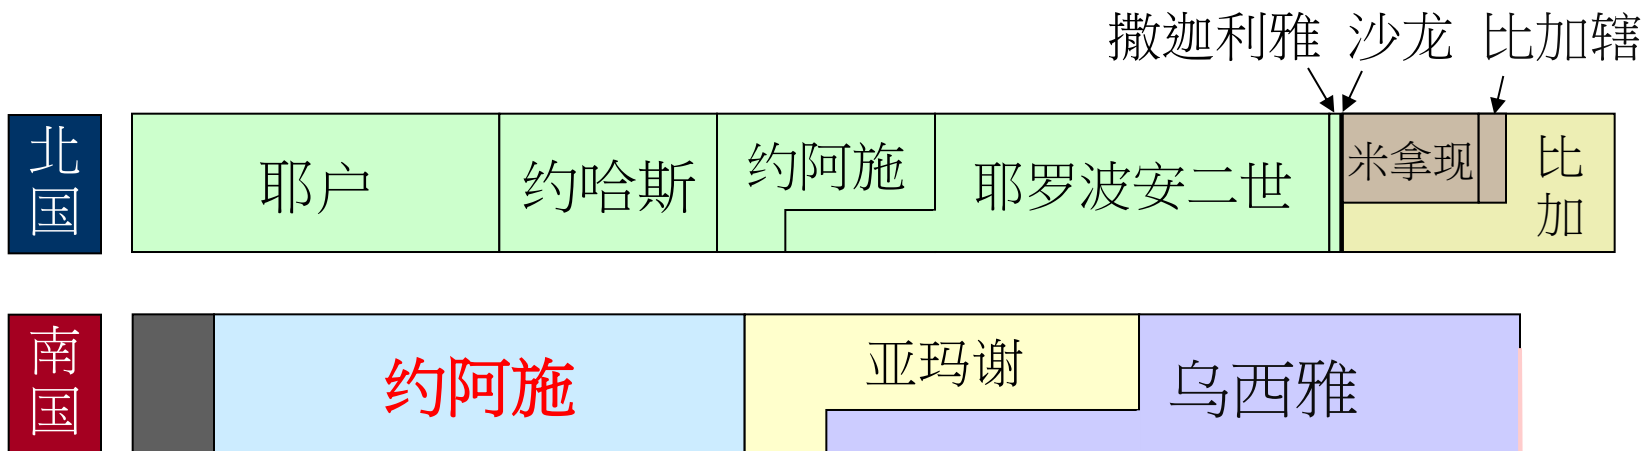 撒迦利雅 沙龙 比加辖
北国
耶户 约哈斯 约阿施 耶罗波安二世 米拿现 比加
南国
约阿施 亚玛谢 乌西雅